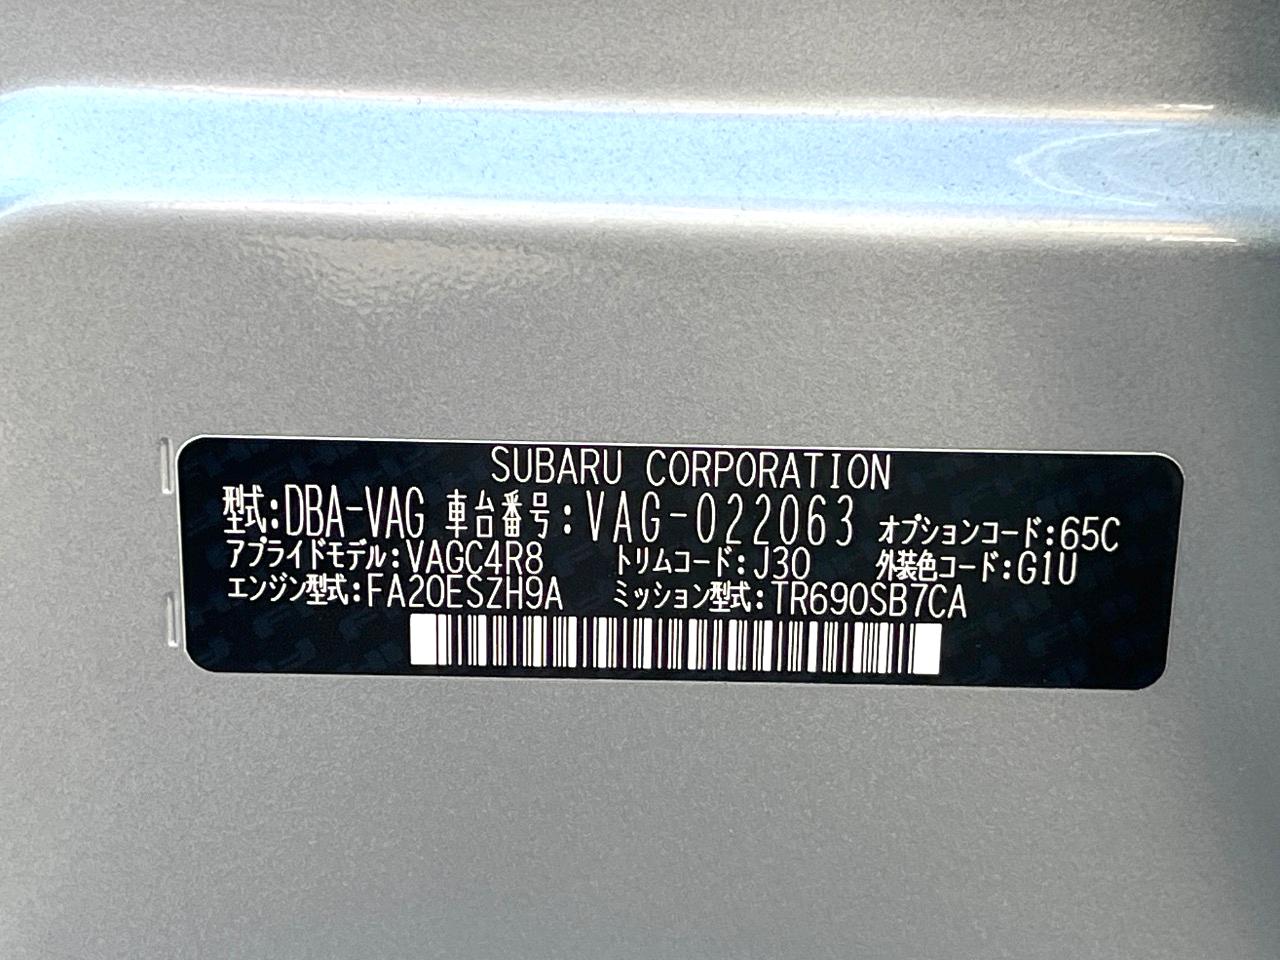 SUBARU CORPORATION
型式:DBA-VAG 車台番号:VAG-022063 オプションコード:65C
アプライドモデル:VAGC4R8 トリムコード:J30 外装色コード:G1U
エンジン型式:FA20ESZH9A ミッション型式:TR690SB7CA